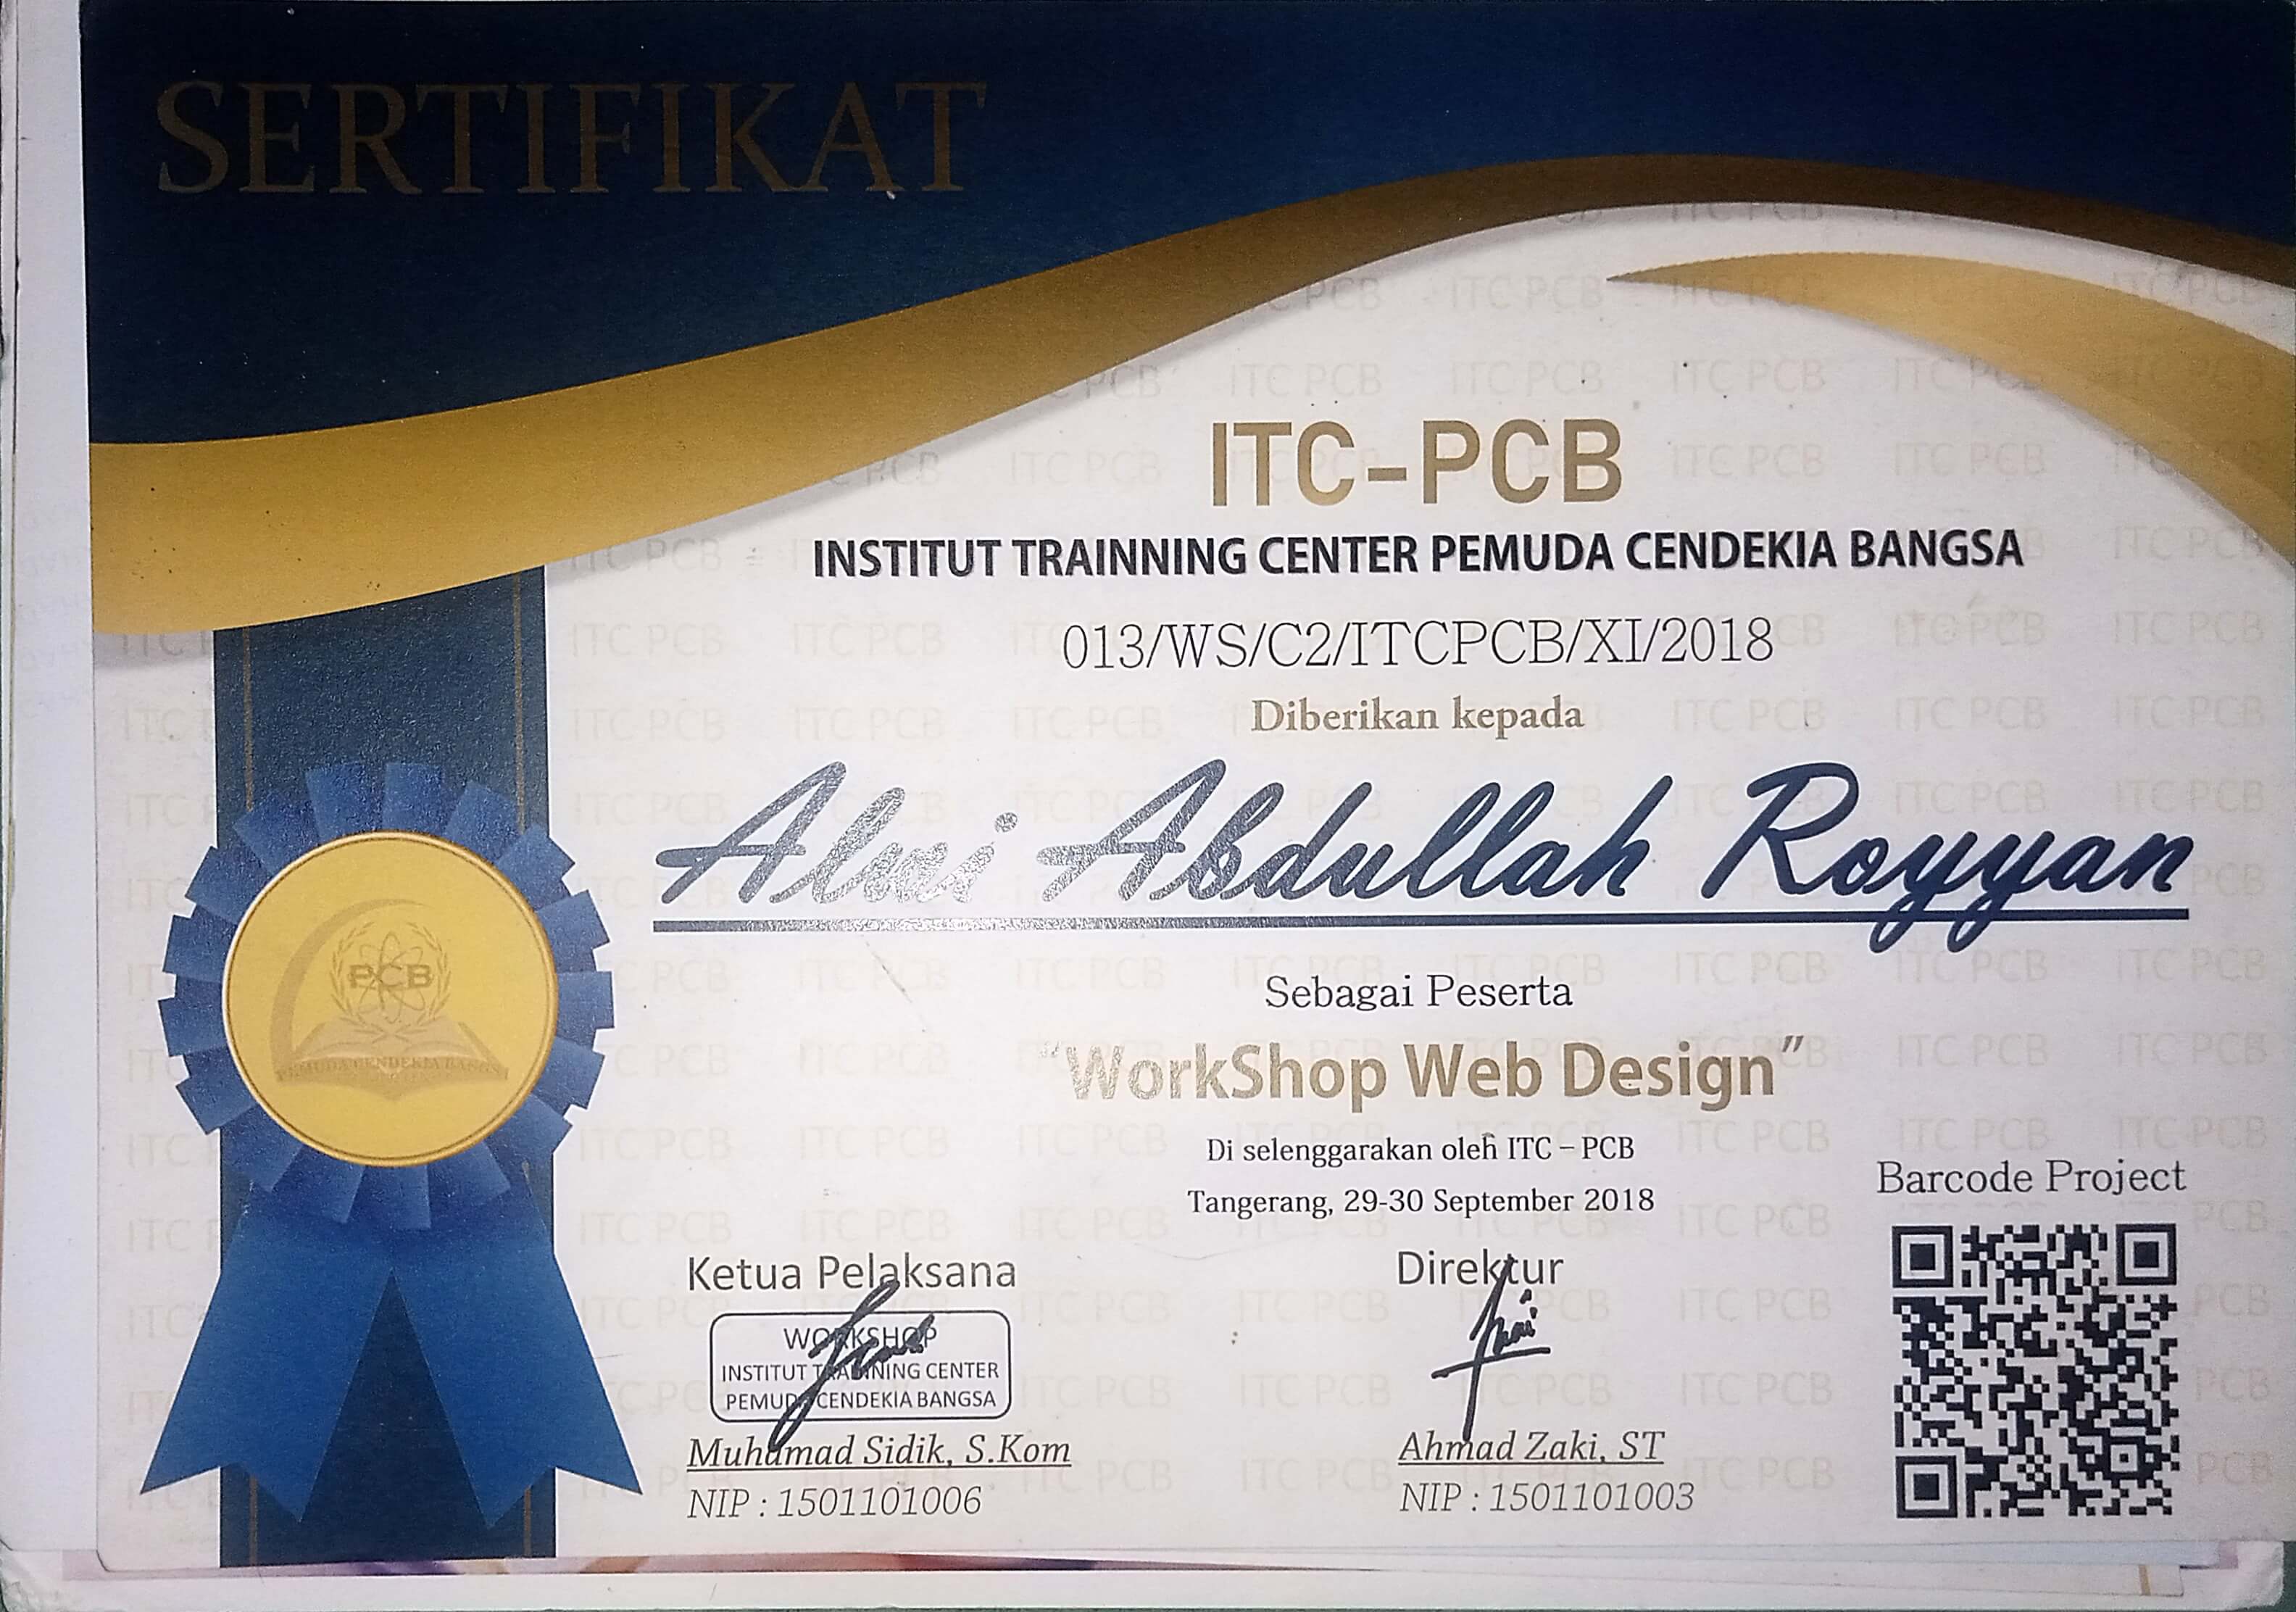 SERTIFIKAT
ITC-PCB
INSTITUT TRAINNING CENTER PEMUDA CENDEKIA BANGSA
013/WS/C2/ITCPCB/XI/2018
Diberikan kepada
Alwi Abdullah Royyan
Sebagai Peserta
"WorkShop Web Design"
Di selenggarakan oleh ITC – PCB
Tangerang, 29-30 September 2018
Barcode Project
Ketua Pelaksana
WORKSHOP
INSTITUT TRAINNING CENTER
PEMUDA CENDEKIA BANGSA
Muhamad Sidik, S.Kom
NIP : 1501101006
Direktur
Ahmad Zaki, ST
NIP : 1501101003
PCB
PEMUDA CENDEKIA BANGSA